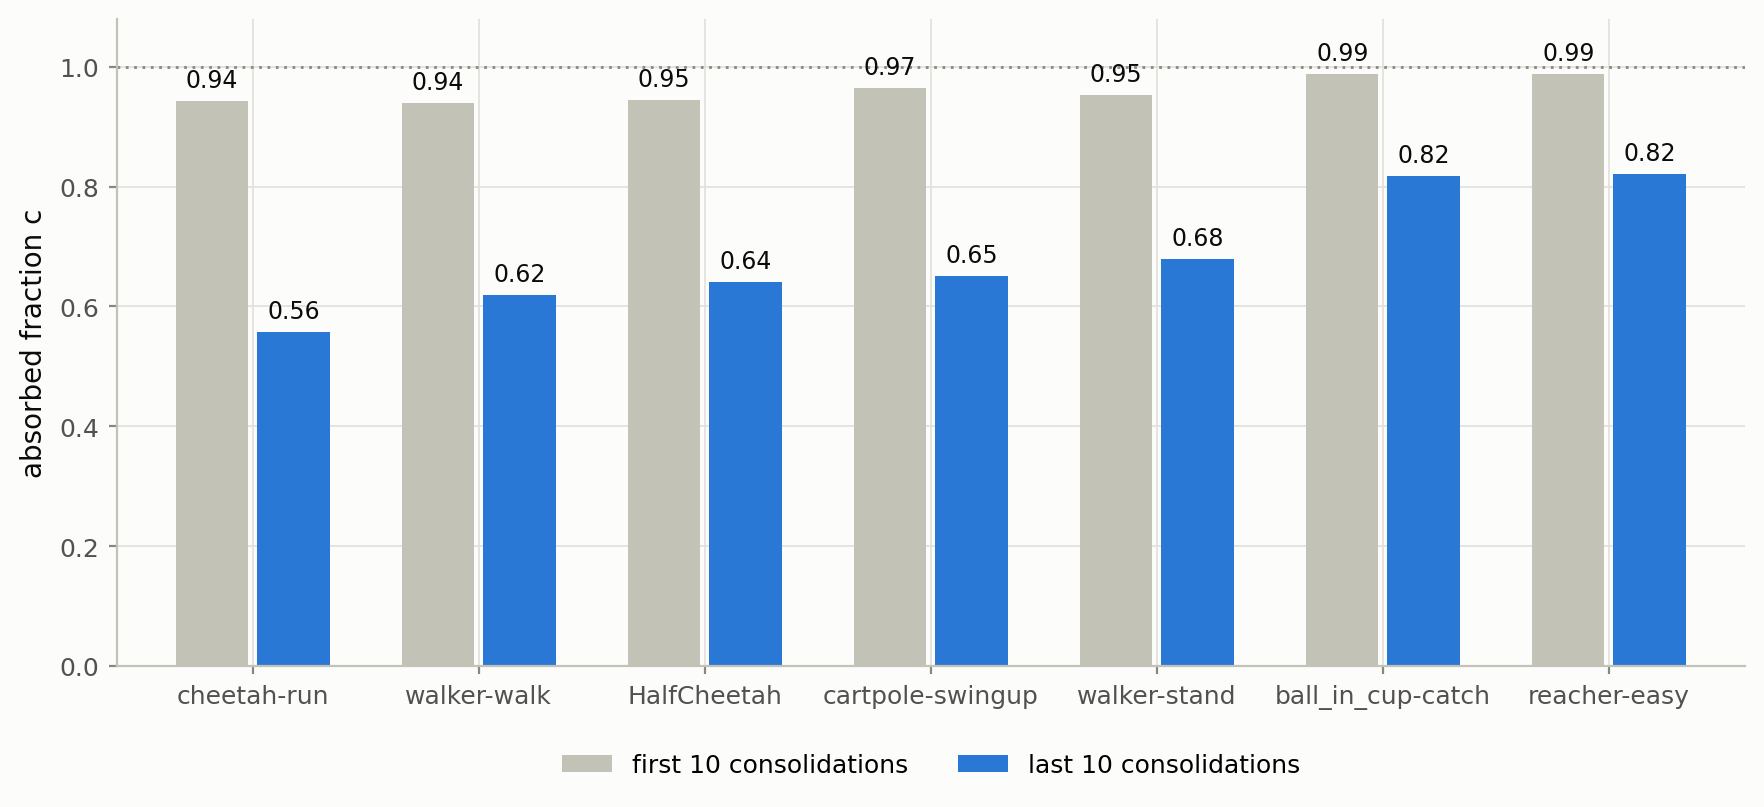 absorbed fraction c
1.0
0.8
0.6
0.4
0.2
0.0
0.94
0.56
0.94
0.62
0.95
0.64
0.97
0.65
0.95
0.68
0.99
0.82
0.99
0.82
cheetah-run
walker-walk
HalfCheetah
cartpole-swingup
walker-stand
ball_in_cup-catch
reacher-easy
first 10 consolidations
last 10 consolidations